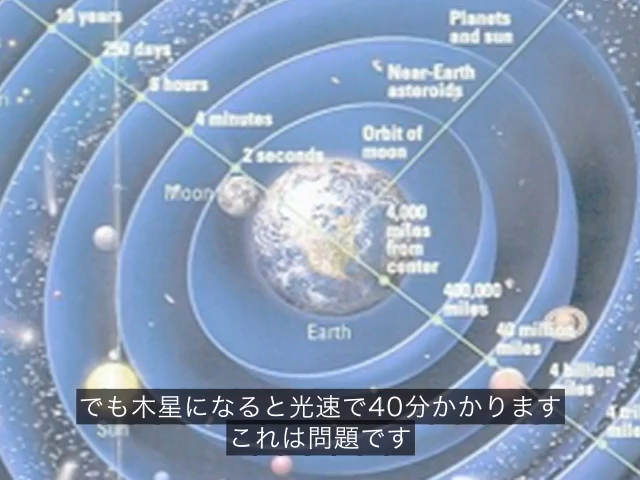 10 years
250 days
8 hours
4 minutes
2 seconds
Planets
and sun
Near-Earth
asteroids
Orbit of
moon
Moon
4,000
miles
from
center
400,000
miles
Earth
40 million
miles
4 billion
miles
Sun
でも木星になると光速で40分かかります
これは問題です